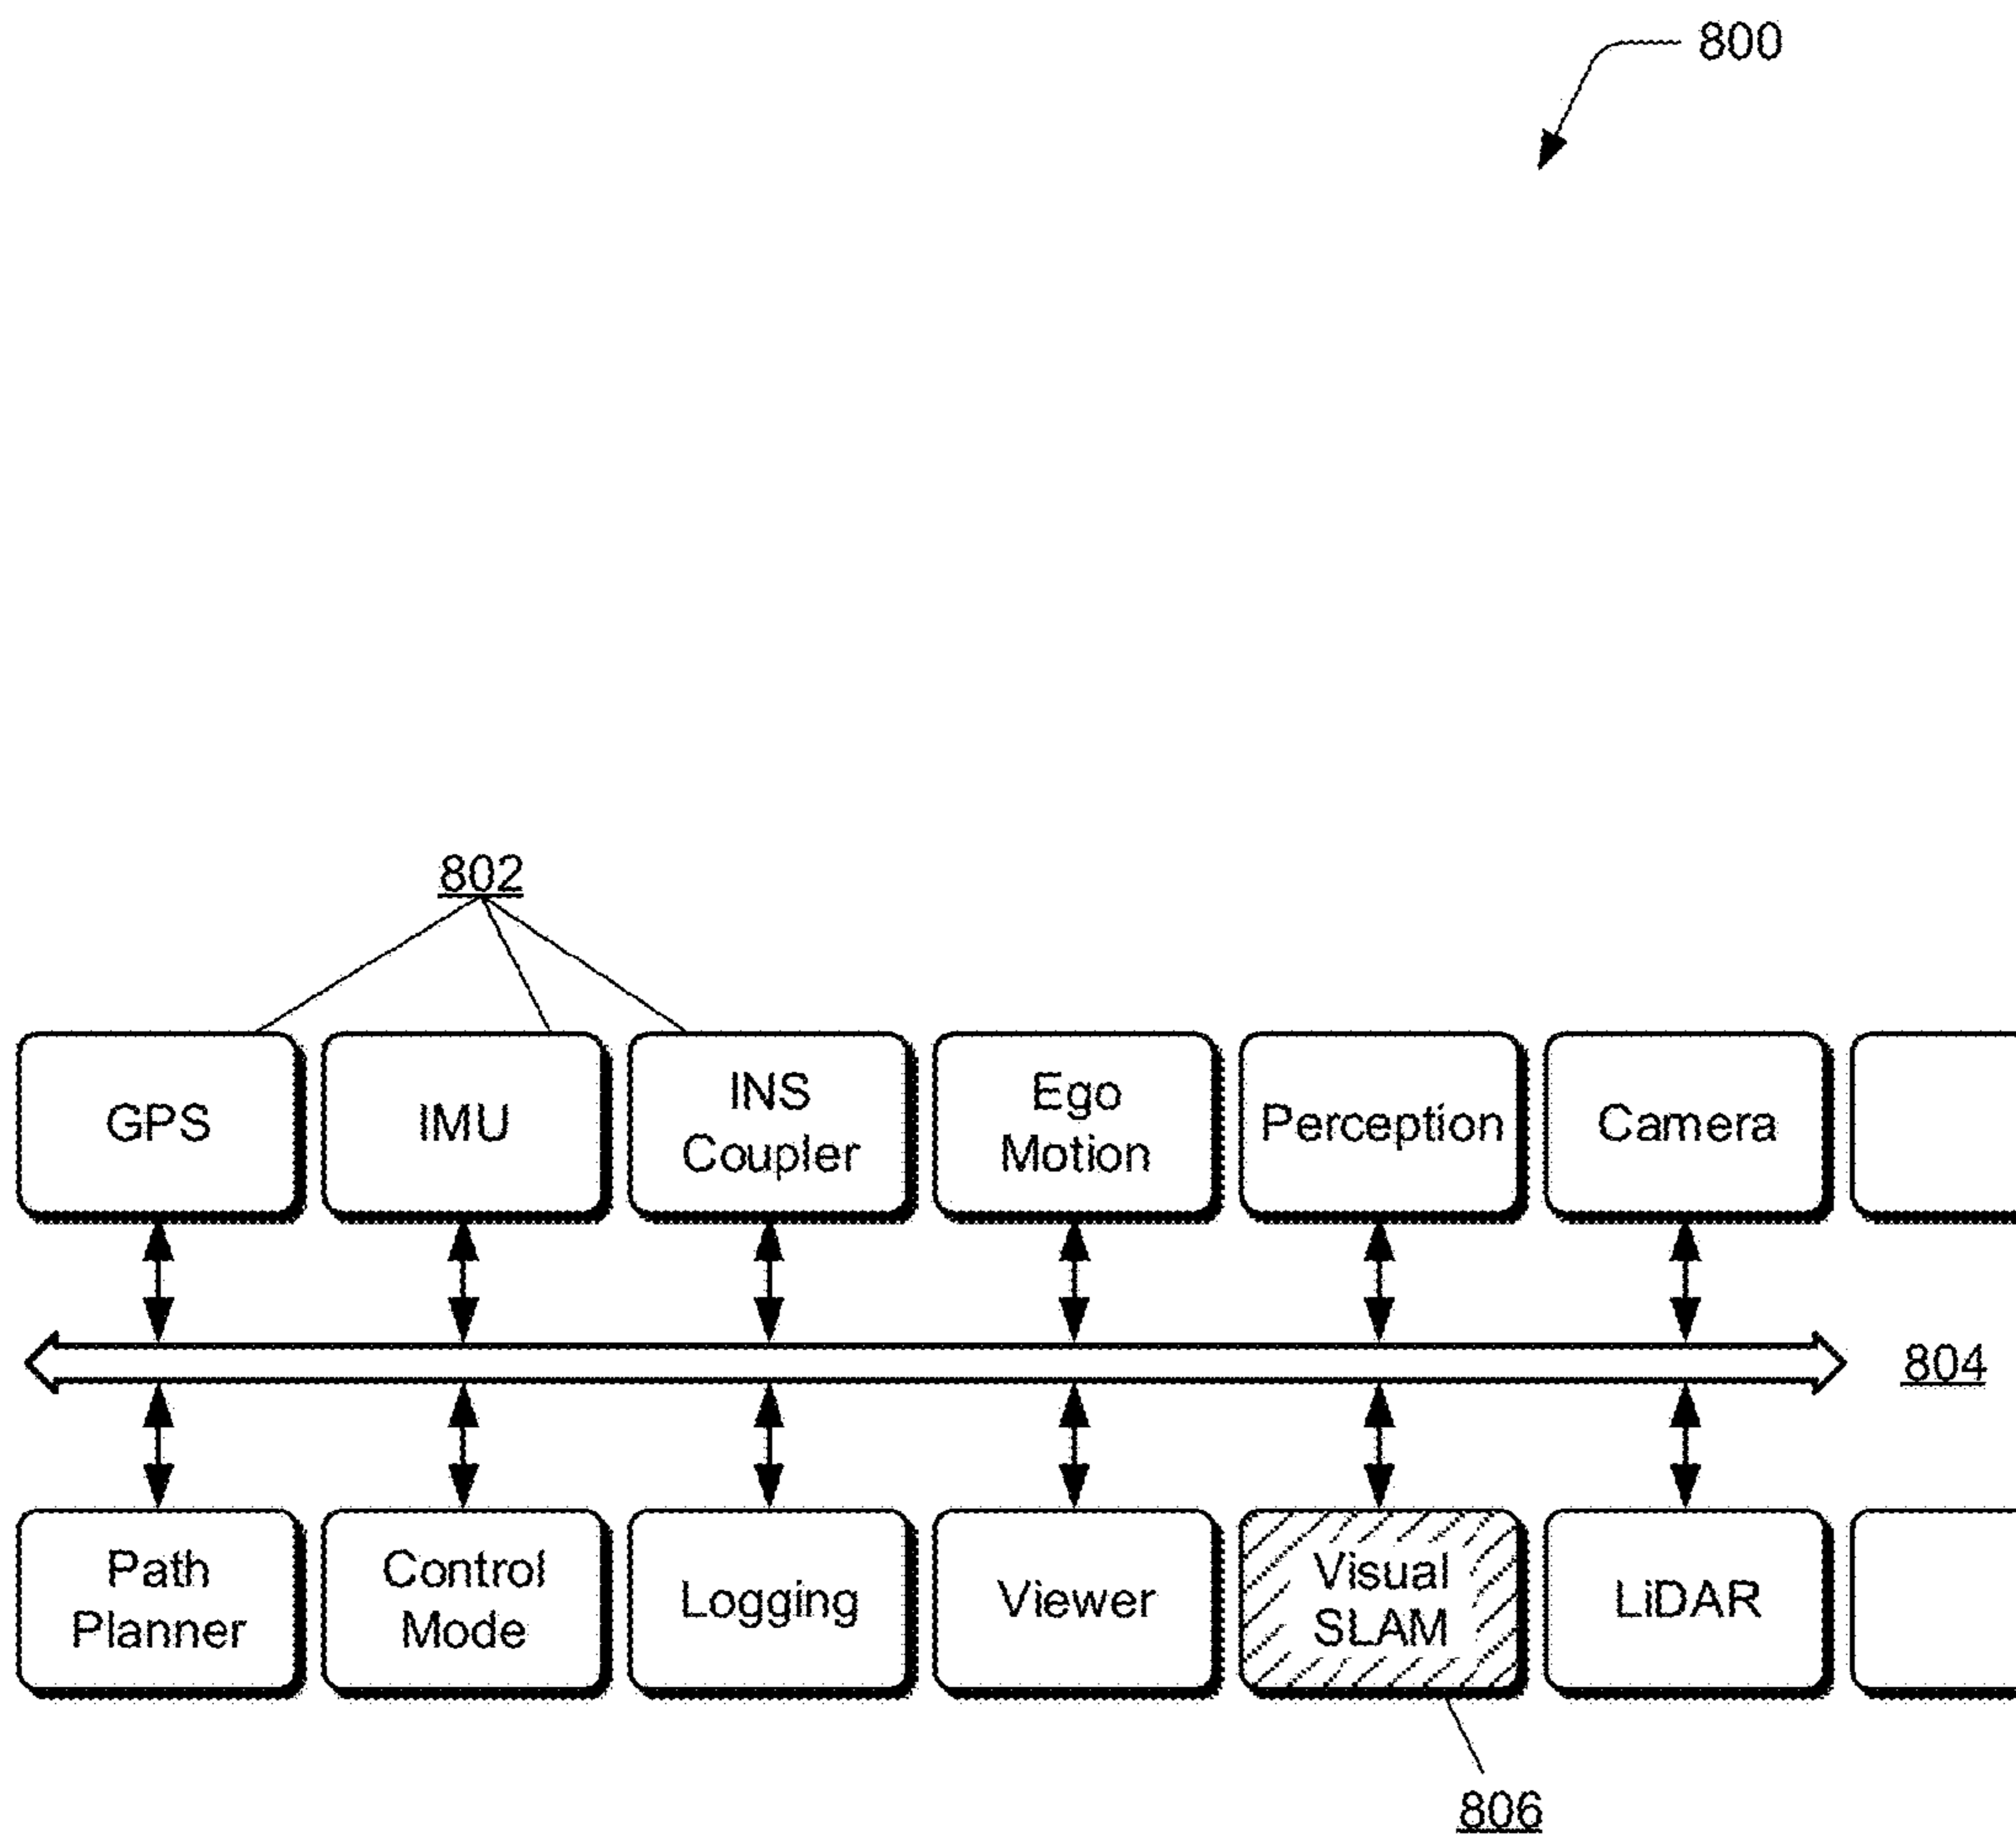 800
802
GPS
IMU
INS
Coupler
Ego
Motion
Perception
Camera
804
Path
Planner
Control
Mode
Logging
Viewer
Visual
SLAM
LiDAR
806